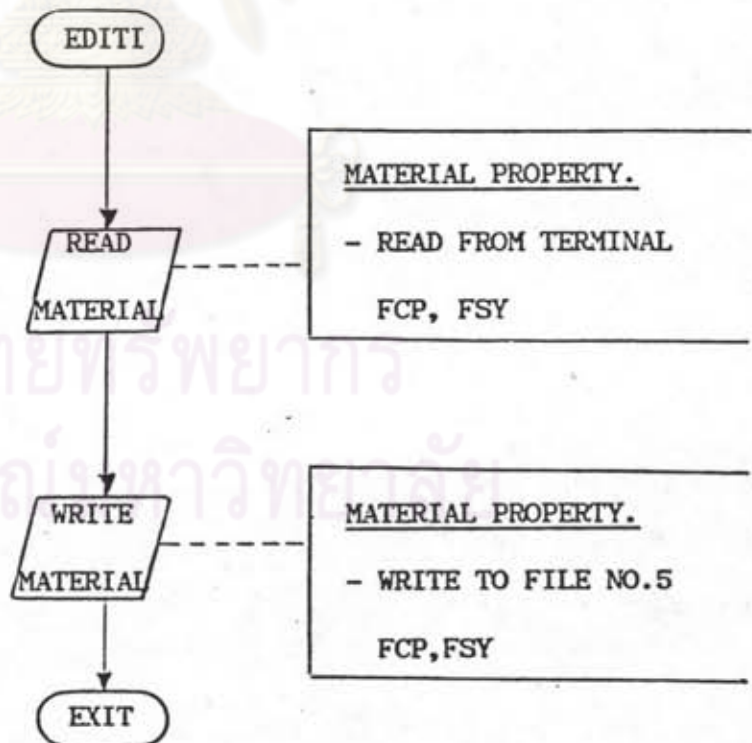 EDITI
MATERIAL PROPERTY.
READ
- READ FROM TERMINAL
MATERIAL
FCP, FSY
WRITE
MATERIAL PROPERTY.
MATERIAL
- WRITE TO FILE NO.5
FCP,FSY
EXIT